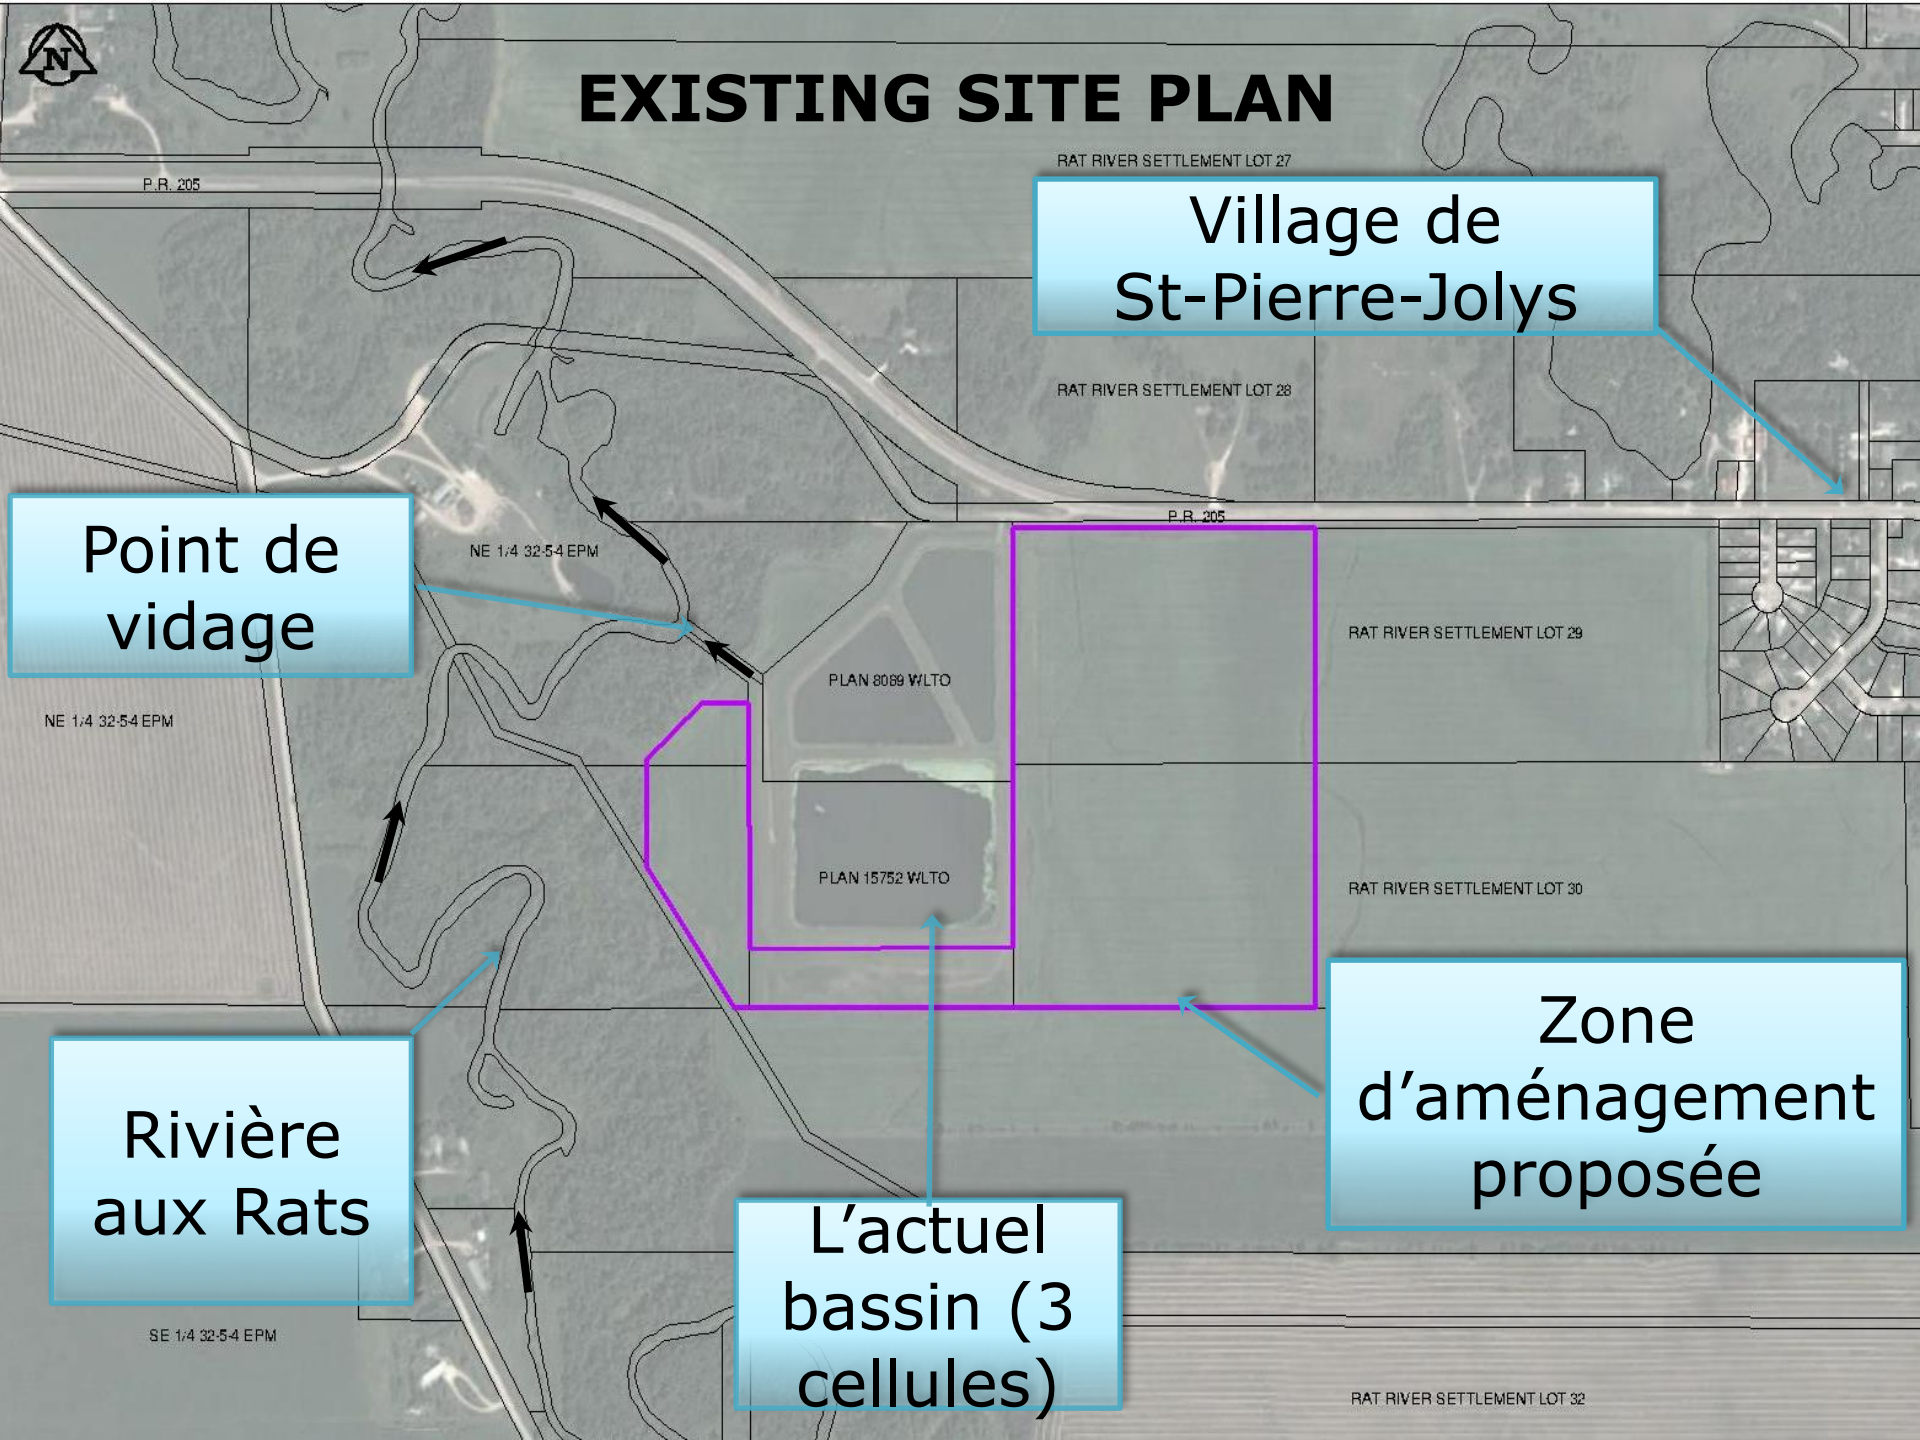 N
EXISTING SITE PLAN
RAT RIVER SETTLEMENT LOT 27
P.R. 205
Village de
St-Pierre-Jolys
RAT RIVER SETTLEMENT LOT 28
P.R. 205
Point de
vidage
NE 1/4 32-5-4 EPM
RAT RIVER SETTLEMENT LOT 29
PLAN 8089 WLTO
NE 1/4 32-5-4 EPM
PLAN 15752 WLTO
RAT RIVER SETTLEMENT LOT 30
Zone
d’aménagement
proposée
Rivière
aux Rats
L’actuel
bassin (3
cellules)
SE 1/4 32-5-4 EPM
RAT RIVER SETTLEMENT LOT 32